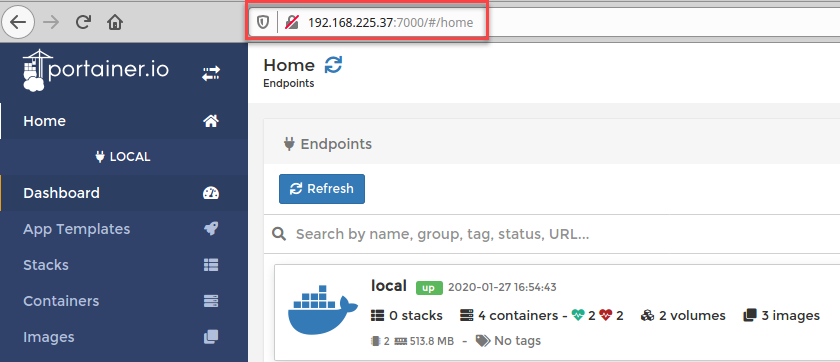 192.168.225.37:7000/#/home
portainer.io
Home
LOCAL
Dashboard
App Templates
Stacks
Containers
Images
Home
Endpoints
Endpoints
Refresh
Search by name, group, tag, status, URL...
local up 2020-01-27 16:54:43
0 stacks 4 containers - 2 2 2 volumes 3 images
2 513.8 MB - No tags